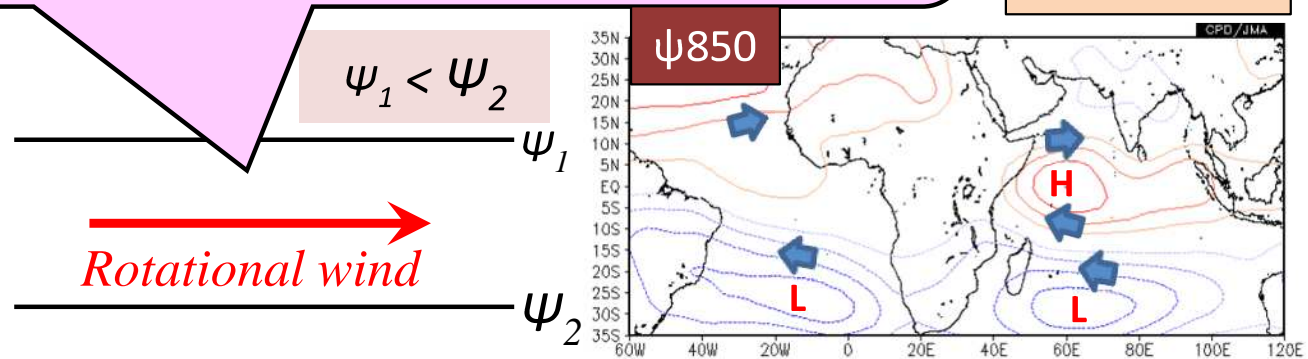 ψ₁ < ψ₂
ψ₁
Rotational wind
ψ₂
ψ850
CPD/JMA
35N
30N
25N
20N
15N
10N
5N
EQ
5S
10S
15S
20S
25S
30S
35S
H
L
L
60W 40W 20W 0 20E 40E 60E 80E 100E 120E